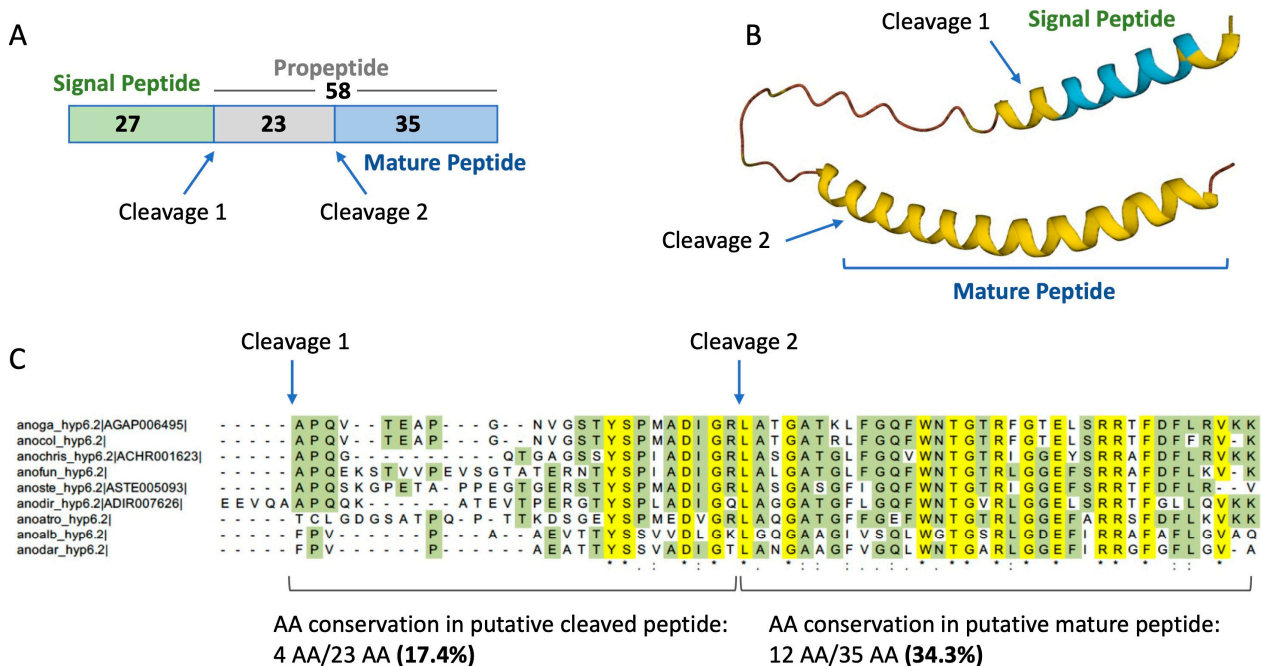 A
Signal Peptide
Propeptide
58
27 23 35
Mature Peptide
Cleavage 1 Cleavage 2
B
Cleavage 1
Signal Peptide
Cleavage 2
Mature Peptide
C
Cleavage 1 Cleavage 2
anoga_hyp6.2|AGAP006495| - - - - - A P Q V - - T E A P - - - G - - N V G S T Y S P M A D I G R L A T G A T K L F G Q F W N T G T R F G T E L S R R T F D F L R V K K
anocol_hyp6.2| - - - - - A P Q V - - T E A P - - - G - - N V G S T Y S P M A D I G R L A T G A T R L F G Q F W N T G T R F G T E L S R R T F D F F R V - K
anochris_hyp6.2|ACHR001623| - - - - - A P Q G - - - - - - - - - - Q T G A G S S Y S P I A D I G R L A T G A T G L F G Q V W N T G T R I G G E Y S R R T F D F L R V K K
anofun_hyp6.2| - - - - - A P Q E K S T V V P E V S G T A T E R N T Y S P I A D I G R L A L G A T G L F G Q F W N T G T R L G G E F S R R A F D F L K V - K
anoste_hyp6.2|ASTE005093| - - - - - A P Q S K G P E T A - P P E G T G E R S T Y S P M A D I G R L A S G A S G F I G Q F W N T G T R I G G E L S R R T F D F L R - - V
anodir_hyp6.2|ADIR007626| E E V Q A A P Q Q K - - - - - - A T E V T P E R G T Y S P L A D I G Q L A G G A T G F L G Q F W N T G V R L G G E L S R R T F G L L Q V K K
anoatro_hyp6.2| - - - - - T C L G D G S A T P Q - P - T T K D S G E Y S P M E D V G R L A Q G A T G F F G E F W N T G T R L G G E F A R R S F D F L K V K K
anoalb_hyp6.2| - - - - - F P V - - - - - - P - - - A - - A E V T T Y S S V V D L G K L G Q G A A G I V S Q L W G T G S R L G D E F I R R A F A F L G V A Q
anodar_hyp6.2| - - - - - F P V - - - - - - P - - - - - - A E A T T Y S S V A D I G T L A N G A A G F V G Q L W N T G A R L G G E F I R R G F G F L G V - A
AA conservation in putative cleaved peptide:
4 AA/23 AA (17.4%)
AA conservation in putative mature peptide:
12 AA/35 AA (34.3%)